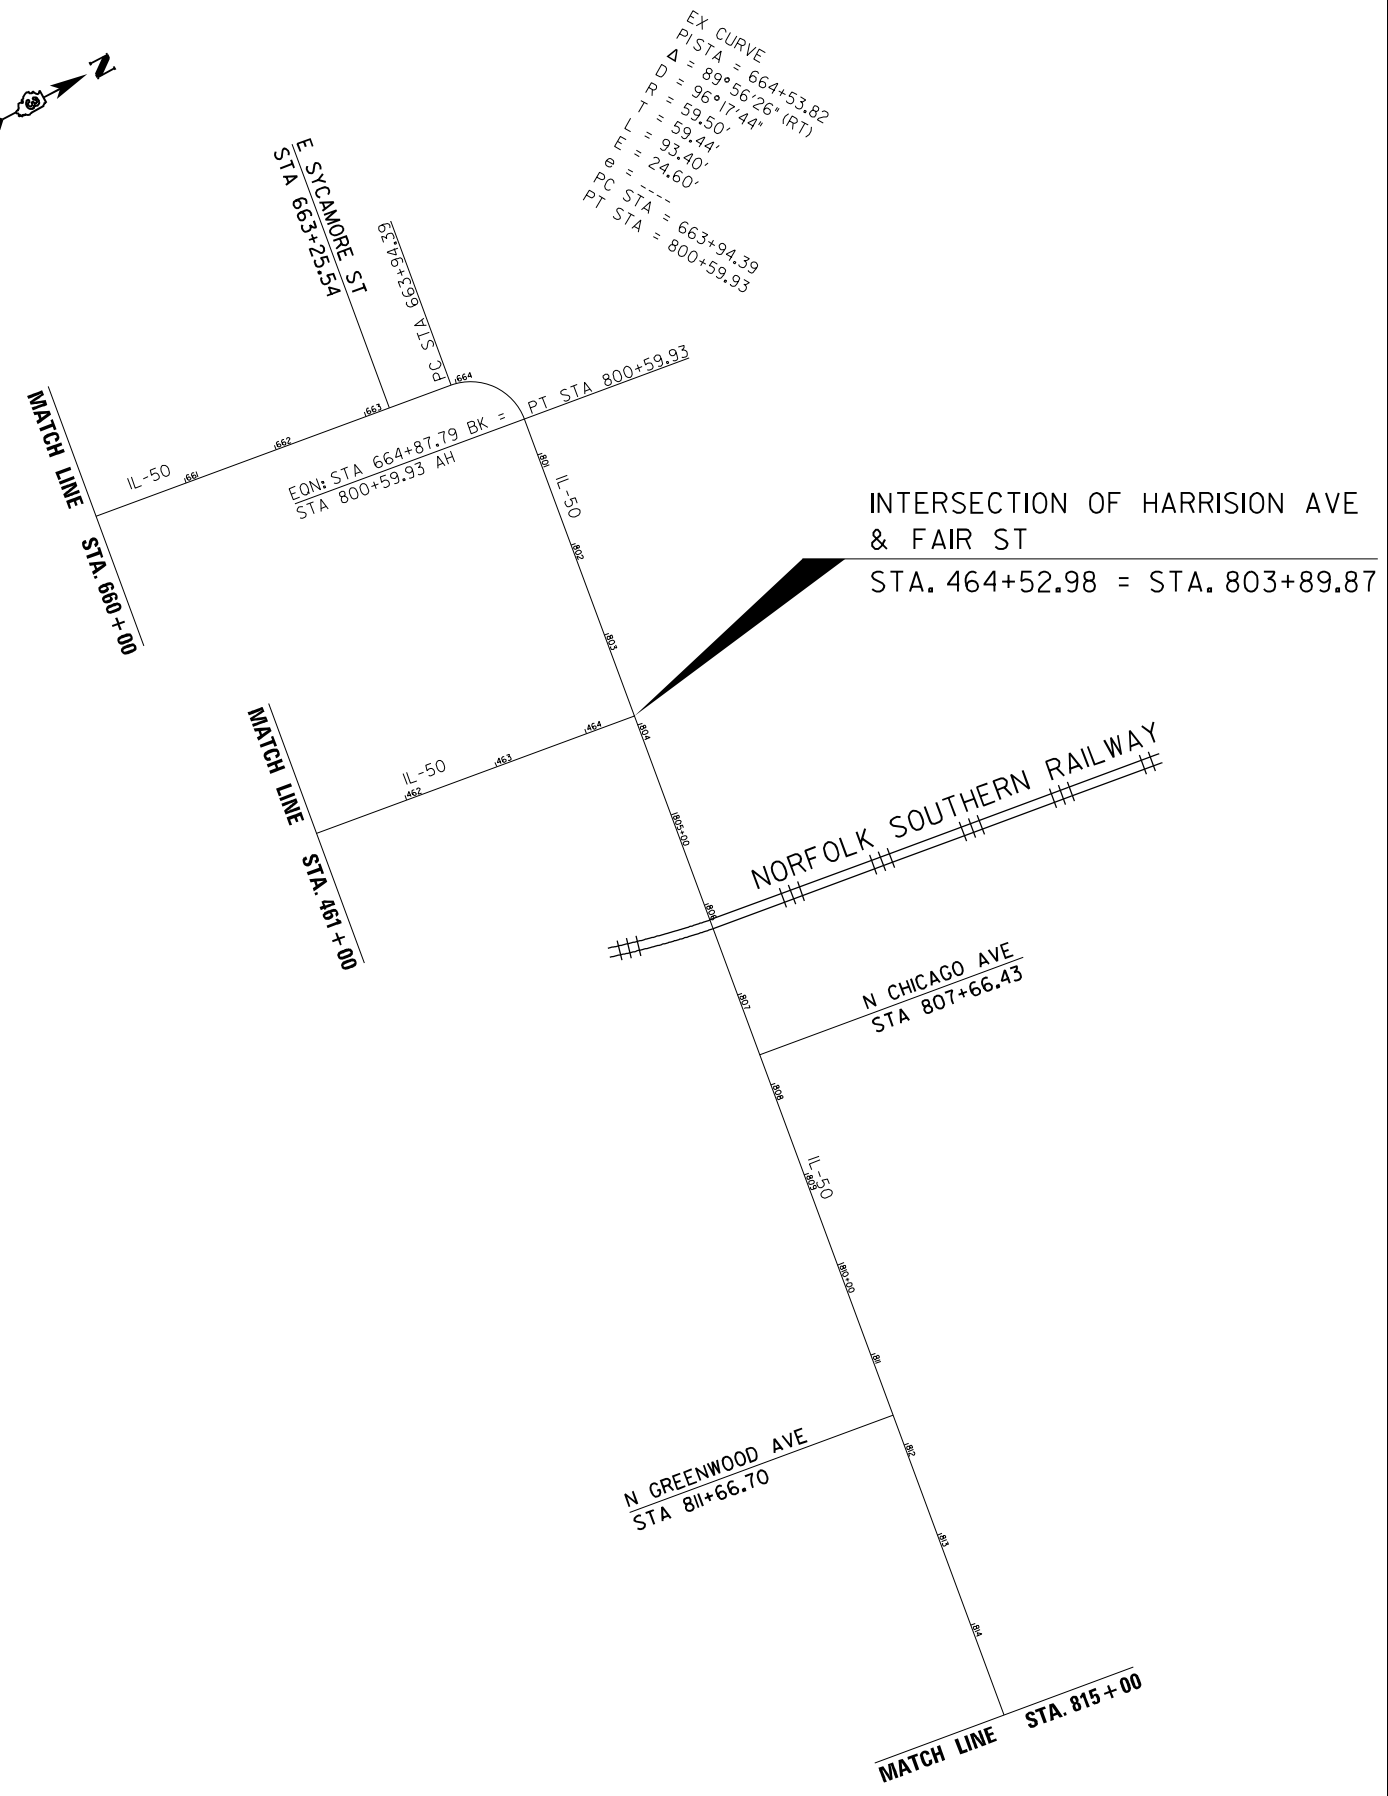 N
EX CURVE
PI STA = 664+53.82
Δ = 89°56'26" (RT)
D = 96°17'44"
R = 59.50'
T = 59.44'
L = 93.40'
E = 24.60'
e = ----
PC STA = 663+94.39
PT STA = 800+59.93
E SYCAMORE ST
STA 663+25.54
PC STA 663+94.39
PT STA 800+59.93
EQN: STA 664+87.79 BK =
STA 800+59.93 AH
MATCH LINE STA. 660+00
IL-50
661
662
663
664
801
IL-50
802
803
INTERSECTION OF HARRISION AVE
& FAIR ST
STA. 464+52.98 = STA. 803+89.87
MATCH LINE STA. 461+00
IL-50
462
463
464
804
805+00
806
NORFOLK SOUTHERN RAILWAY
807
N CHICAGO AVE
STA 807+66.43
808
IL-50
809
810+00
811
N GREENWOOD AVE
STA 811+66.70
812
813
814
MATCH LINE STA. 815+00